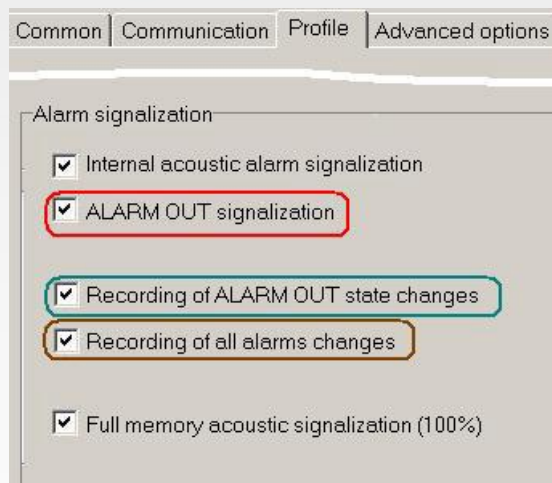 Common Communication Profile Advanced options
Alarm signalization
Internal acoustic alarm signalization
ALARM OUT signalization
Recording of ALARM OUT state changes
Recording of all alarms changes
Full memory acoustic signalization (100%)